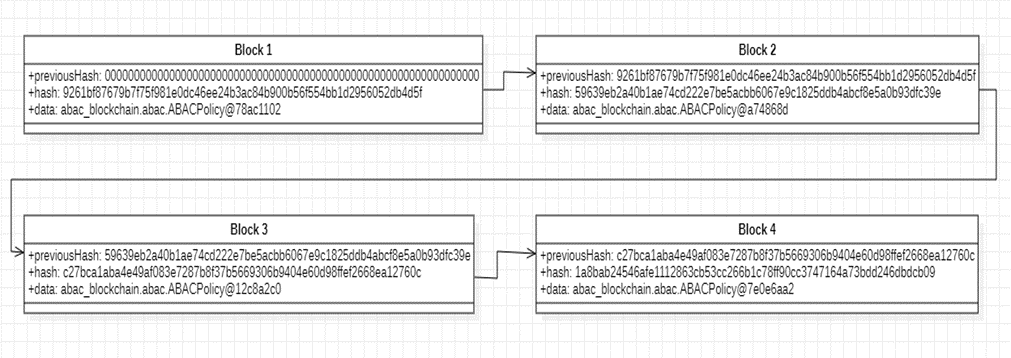 Block 1
+previousHash: 0000000000000000000000000000000000000000000000000000000000000000
+hash: 9261bf87679b7f75f981e0dc46ee24b3ac84b900b56f554bb1d2956052db4d5f
+data: abac_blockchain.abac.ABACPolicy@78ac1102
Block 2
+previousHash: 9261bf87679b7f75f981e0dc46ee24b3ac84b900b56f554bb1d2956052db4d5f
+hash: 59639eb2a40b1ae74cd222e7be5acbb6067e9c1825ddb4abcf8e5a0b93dfc39e
+data: abac_blockchain.abac.ABACPolicy@a74868d
Block 3
+previousHash: 59639eb2a40b1ae74cd222e7be5acbb6067e9c1825ddb4abcf8e5a0b93dfc39e
+hash: c27bca1aba4e49af083e7287b8f37b5669306b9404e60d98ffef2668ea12760c
+data: abac_blockchain.abac.ABACPolicy@12c8a2c0
Block 4
+previousHash: c27bca1aba4e49af083e7287b8f37b5669306b9404e60d98ffef2668ea12760c
+hash: 1a8bab24546afe1112863cb53cc266b1c78ff90cc3747164a73bdd246dbdcb09
+data: abac_blockchain.abac.ABACPolicy@7e0e6aa2